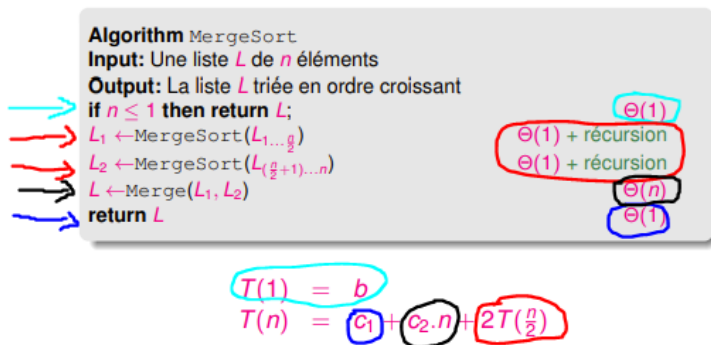 Algorithm MergeSort
Input: Une liste L de n éléments
Output: La liste L triée en ordre croissant
if n ≤ 1 then return L; Θ(1)
L₁ ←MergeSort(L₁…n/2) Θ(1) + récursion
L₂ ←MergeSort(L(n/2+1)…n) Θ(1) + récursion
L ←Merge(L₁, L₂) Θ(n)
return L Θ(1)
T(1) = b
T(n) = c₁ + c₂.n + 2T(n/2)